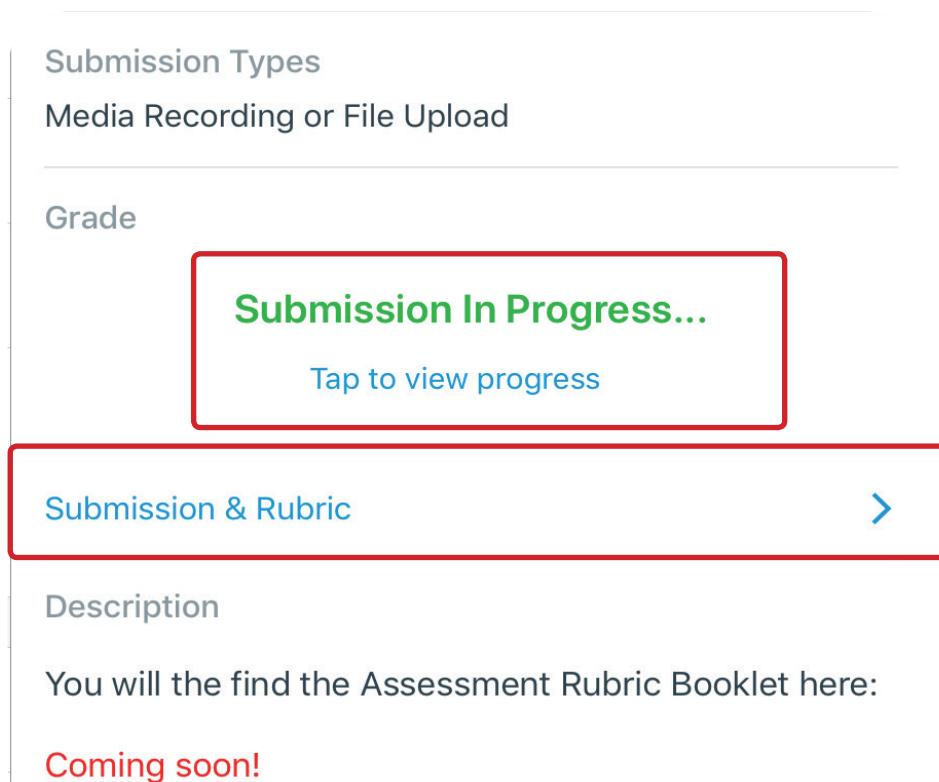 Submission Types
Media Recording or File Upload
Grade
Submission In Progress...
Tap to view progress
Submission & Rubric
Description
You will the find the Assessment Rubric Booklet here:
Coming soon!